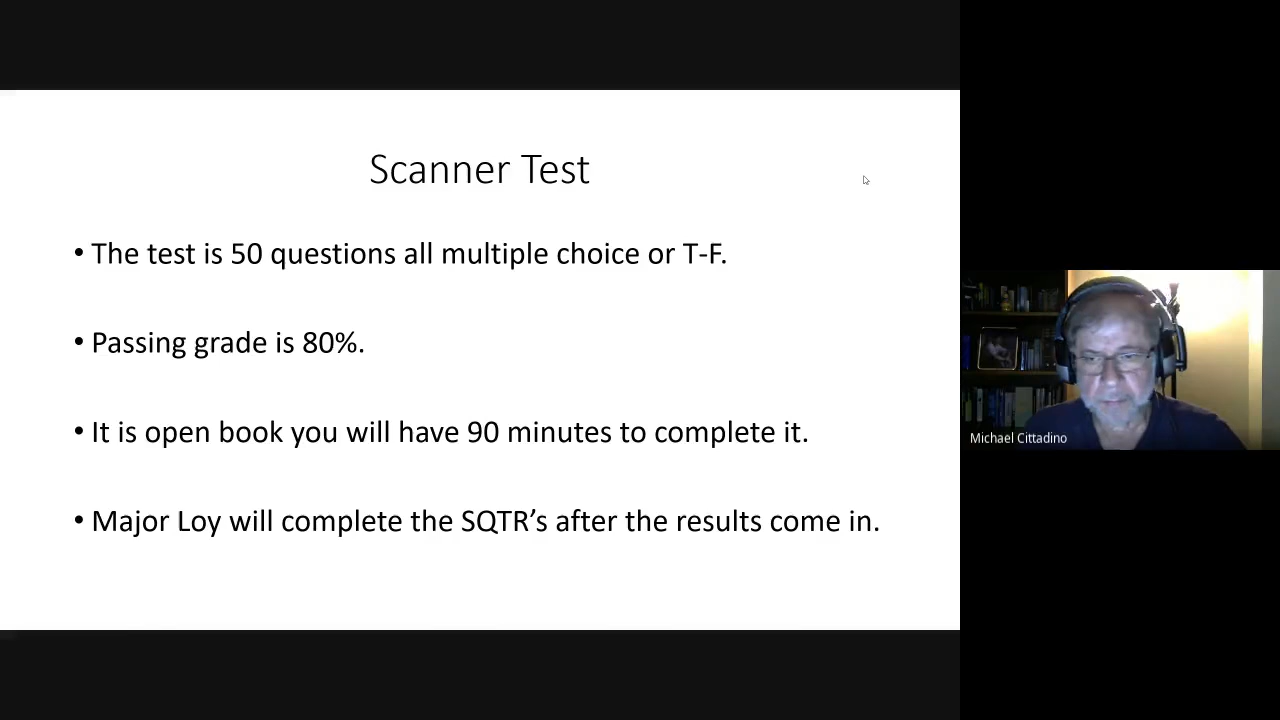 Scanner Test
• The test is 50 questions all multiple choice or T-F.
• Passing grade is 80%.
• It is open book you will have 90 minutes to complete it.
• Major Loy will complete the SQTR’s after the results come in.
Michael Cittadino